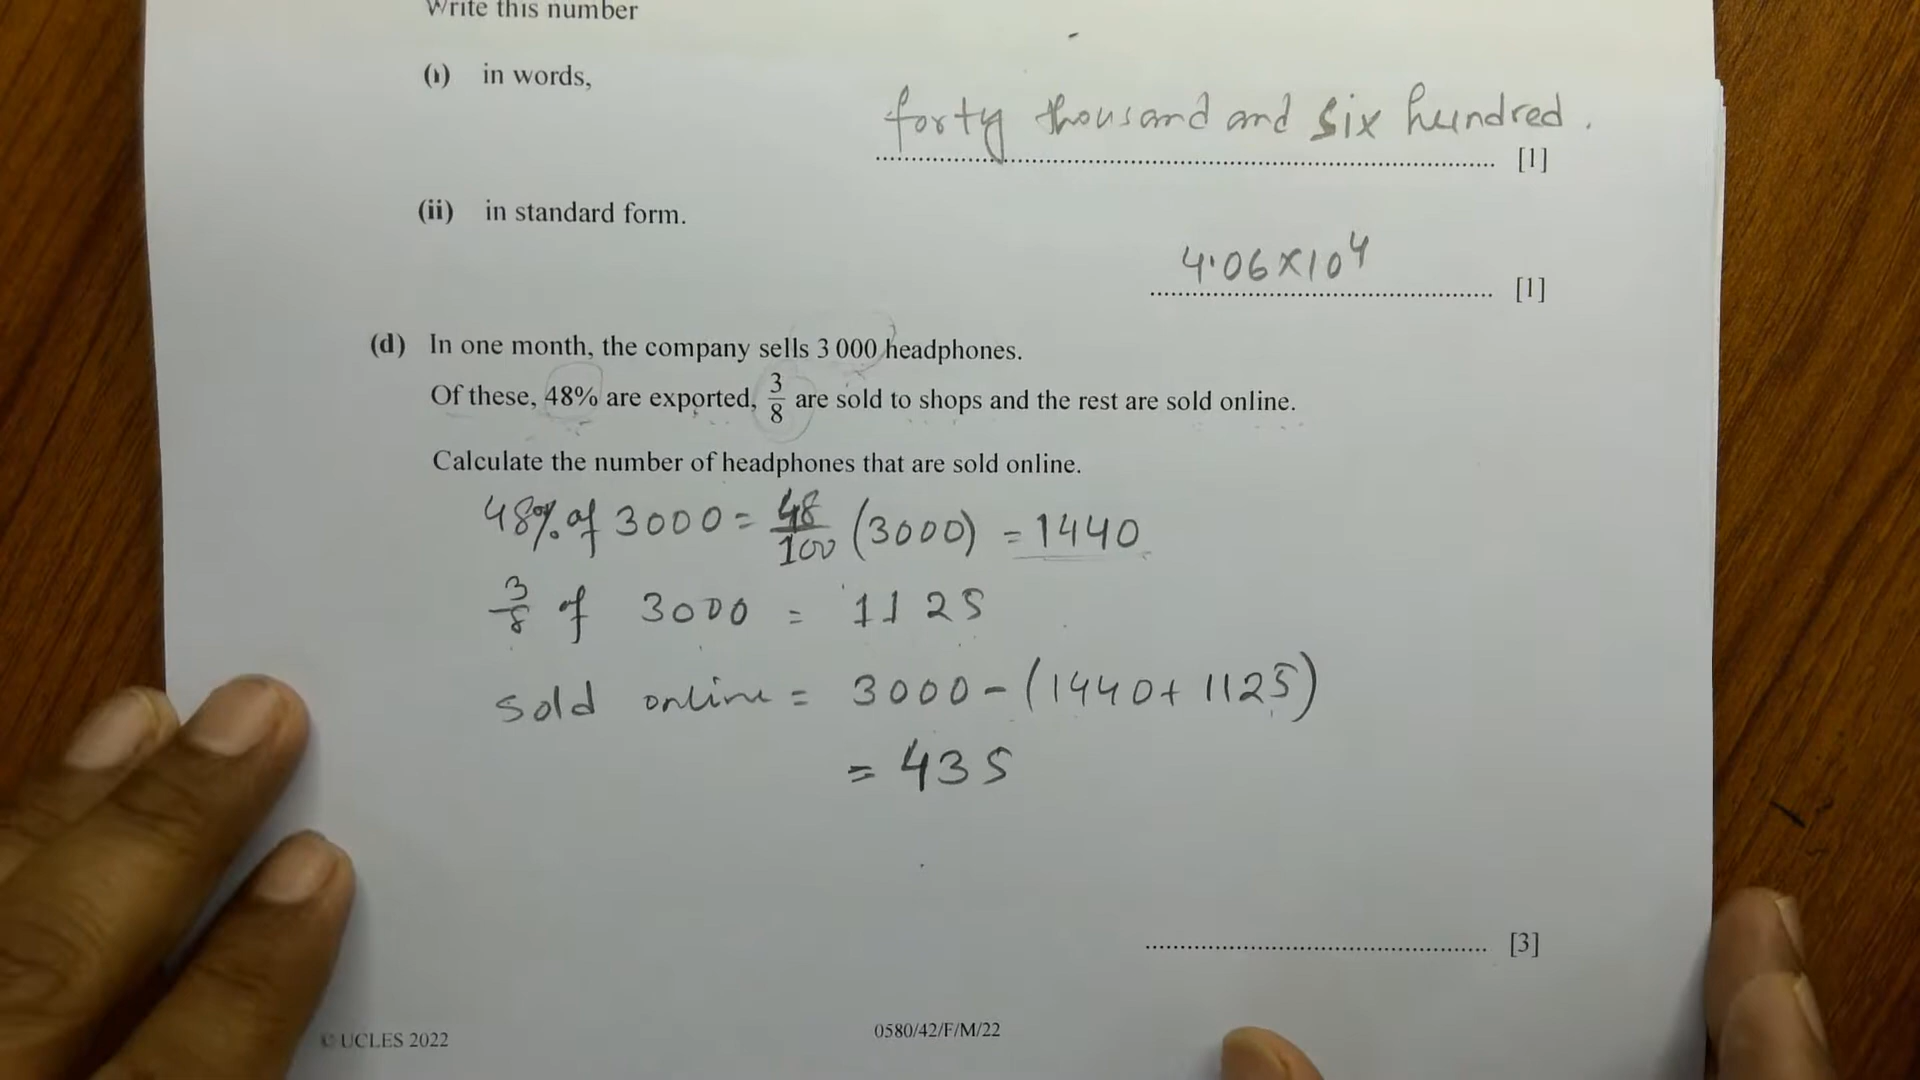 Write this number
(i) in words,
forty thousand and six hundred.
[1]
(ii) in standard form.
4.06×10⁴
[1]
(d) In one month, the company sells 3 000 headphones.
Of these, 48% are exported, 3/8 are sold to shops and the rest are sold online.
Calculate the number of headphones that are sold online.
48% of 3000 = 48/100 (3000) = 1440
3/8 of 3000 = 1125
sold online = 3000 - (1440 + 1125)
= 435
[3]
© UCLES 2022
0580/42/F/M/22